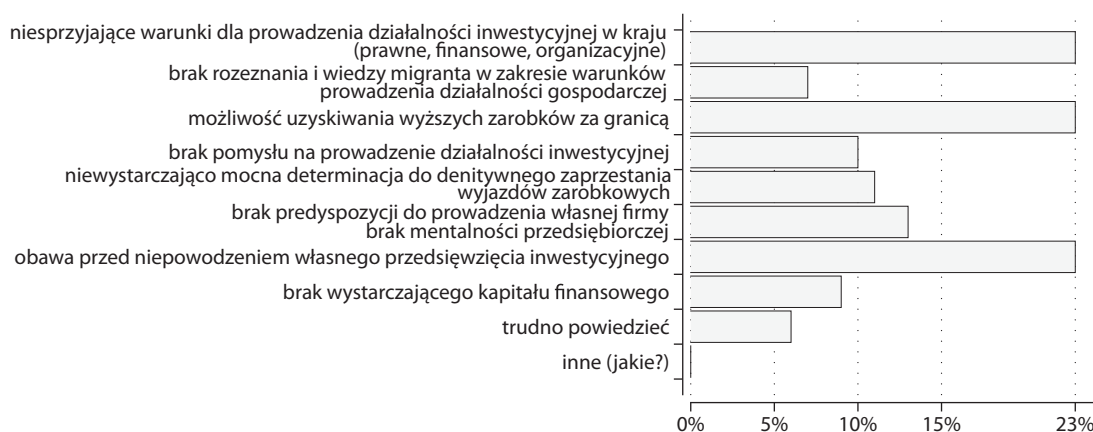 niesprzyjające warunki dla prowadzenia działalności inwestycyjnej w kraju
(prawne, finansowe, organizacyjne)
brak rozeznania i wiedzy migranta w zakresie warunków
prowadzenia działalności gospodarczej
możliwość uzyskiwania wyższych zarobków za granicą
brak pomysłu na prowadzenie działalności inwestycyjnej
niewystarczająco mocna determinacja do denitywnego zaprzestania
wyjazdów zarobkowych
brak predyspozycji do prowadzenia własnej firmy
brak mentalności przedsiębiorczej
obawa przed niepowodzeniem własnego przedsięwzięcia inwestycyjnego
brak wystarczającego kapitału finansowego
trudno powiedzieć
inne (jakie?)
0% 5% 10% 15% 23%